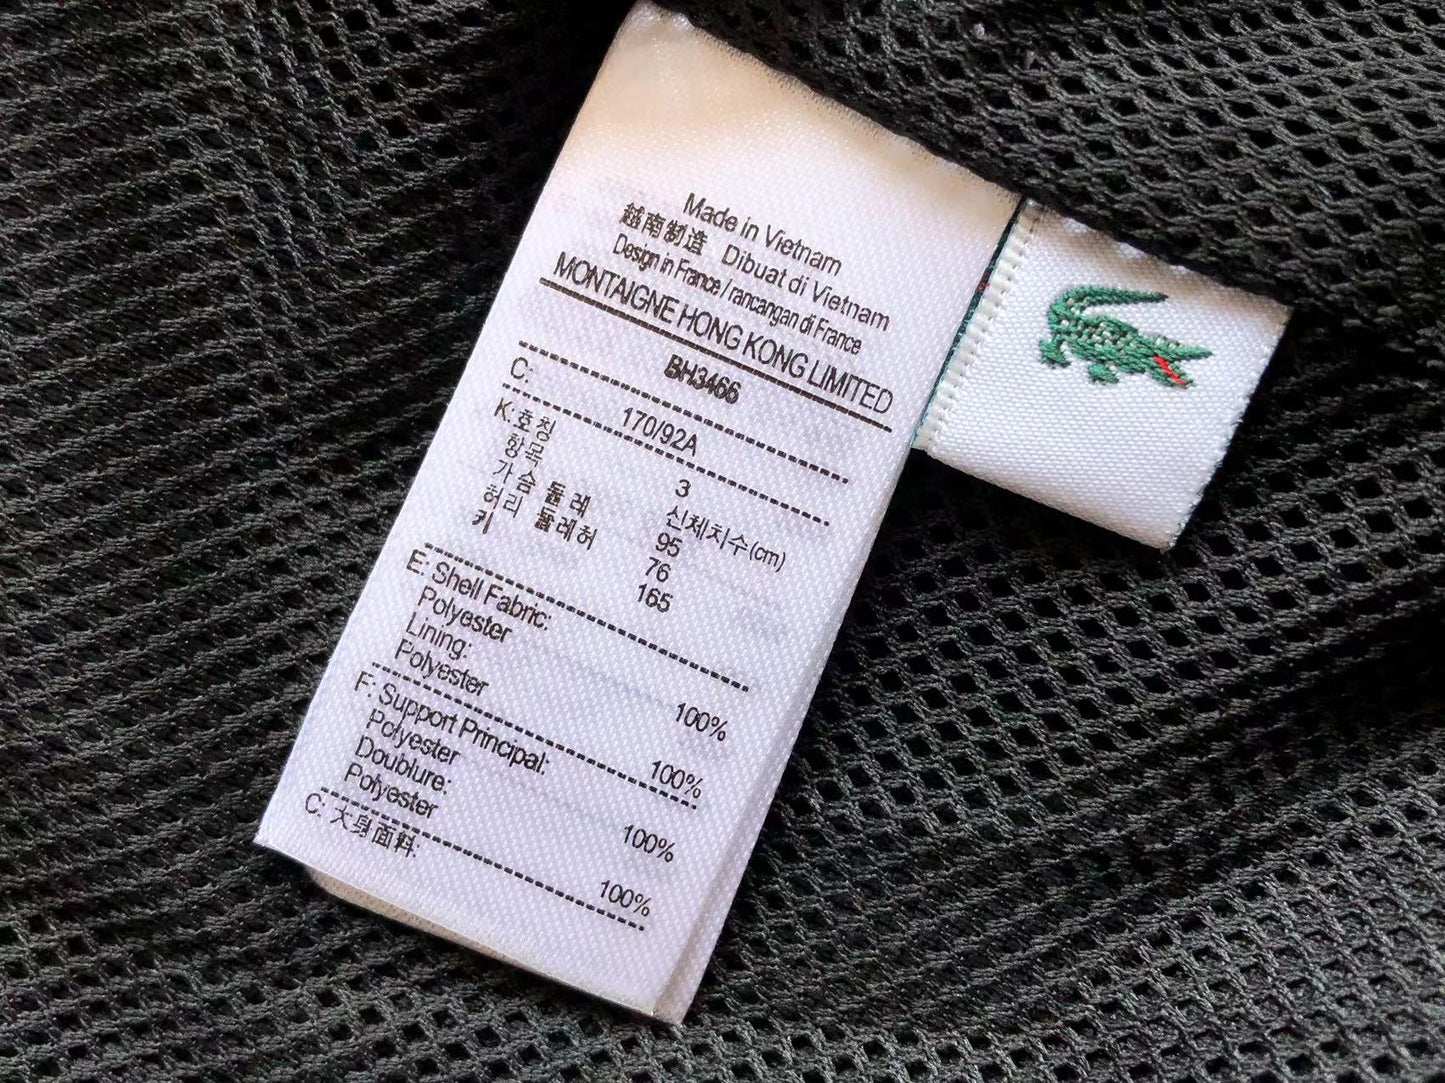 Made in Vietnam
越南制造 Dibuat di Vietnam
Design in France / rancangan di France
MONTAIGNE HONG KONG LIMITED
BH3466
C: 170/92A
K: 호칭 3
항목 신체치수(cm)
가슴 둘레 95
허리 둘레허 76
키 165
E: Shell Fabric:
Polyester 100%
Lining:
Polyester 100%
F: Support Principal:
Polyester 100%
Doublure:
Polyester 100%
C: 大身面料: